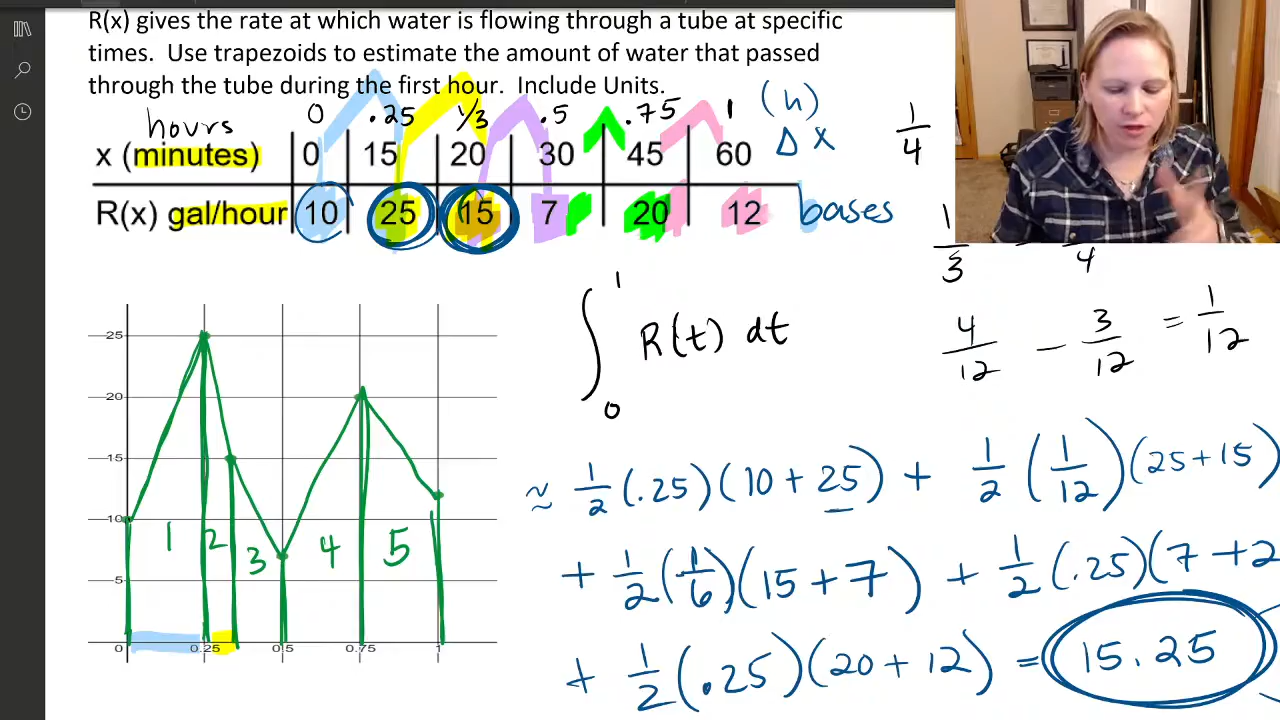 R(x) gives the rate at which water is flowing through a tube at specific
times. Use trapezoids to estimate the amount of water that passed
through the tube during the first hour. Include Units.
hours 0 .25 1/3 .5 .75 1 (h)
x (minutes) 0 15 20 30 45 60 Δx
R(x) gal/hour 10 25 15 7 20 12 bases
1/4
1/3 − /4
4/12 − 3/12 = 1/12
∫₀¹ R(t) dt
25
20
15
10
5
0 0.25 0.5 0.75 1
1 2 3 4 5
≈ 1/2 (.25)(10 + 25) + 1/2 (1/12)(25+15)
+ 1/2 (1/6)(15 + 7) + 1/2 (.25)(7 + 2
+ 1/2 (.25)(20 + 12) = 15.25